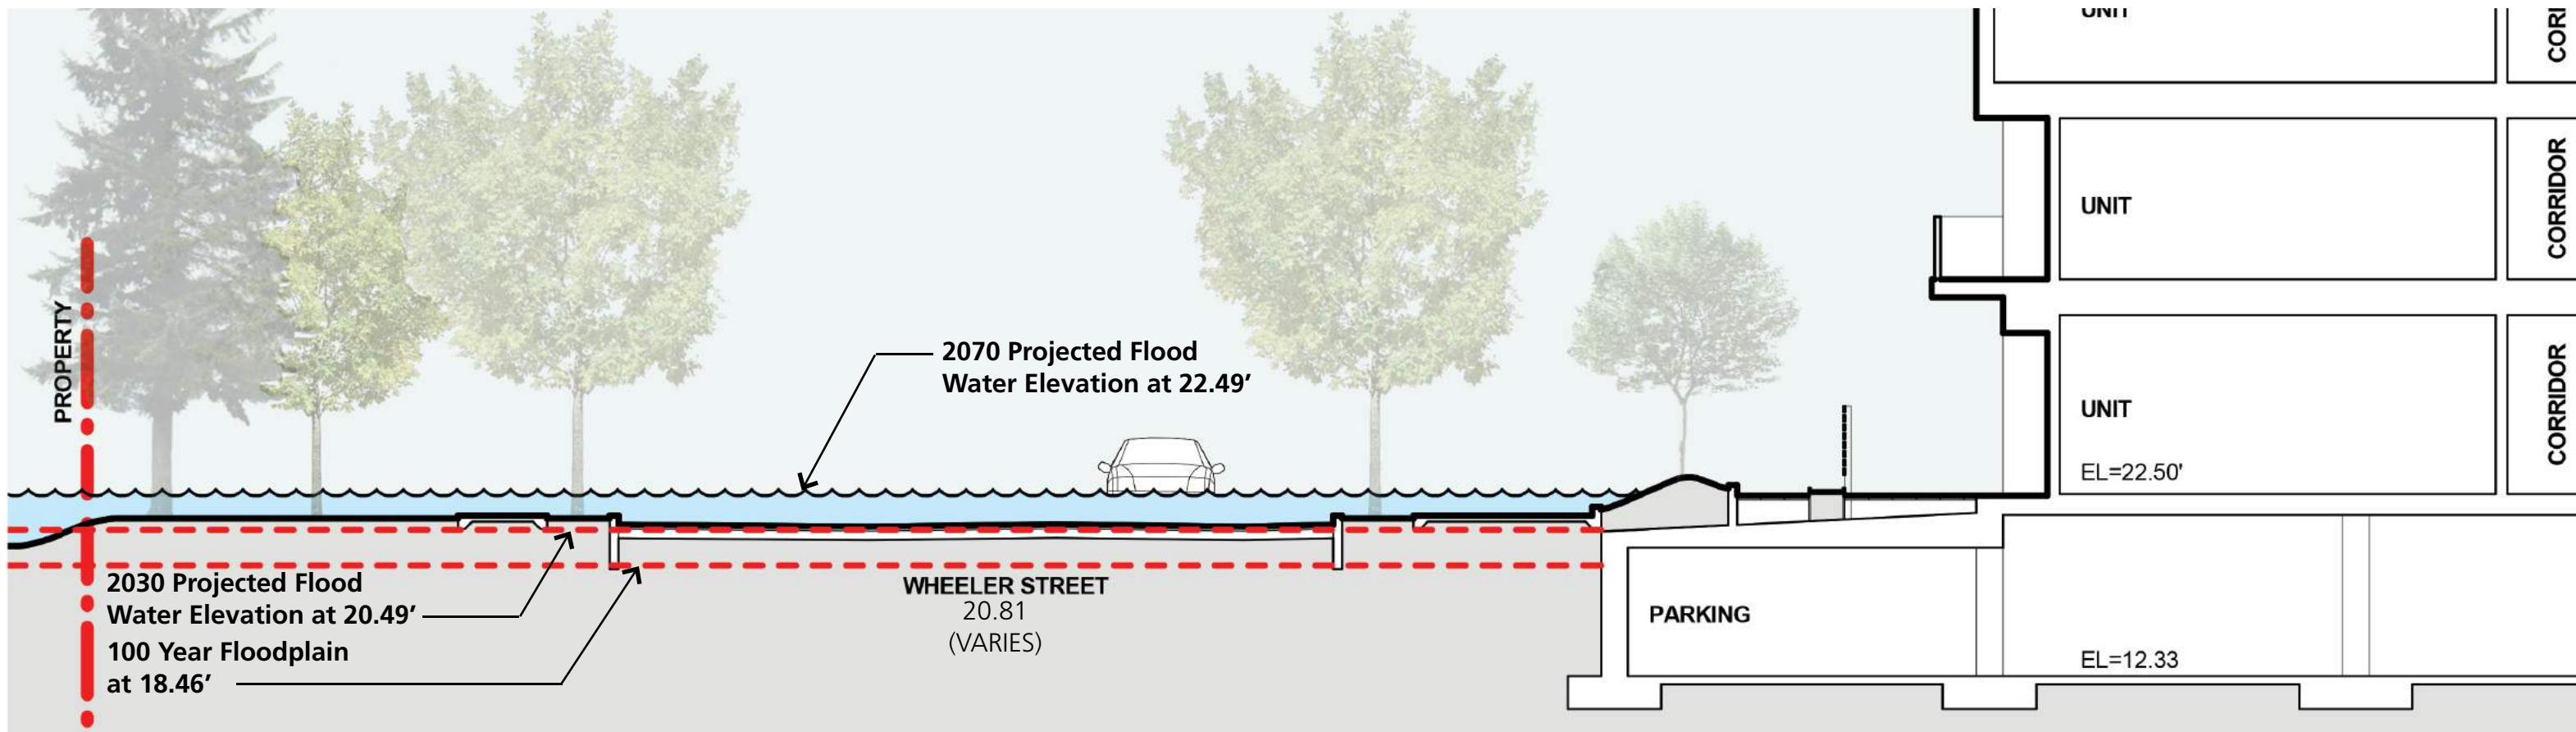 UNIT
CORRIDOR
UNIT
CORRIDOR
UNIT
EL=22.50'
PROPERTY
2070 Projected Flood
Water Elevation at 22.49’
2030 Projected Flood
Water Elevation at 20.49’
100 Year Floodplain
at 18.46’
WHEELER STREET
20.81
(VARIES)
PARKING
EL=12.33